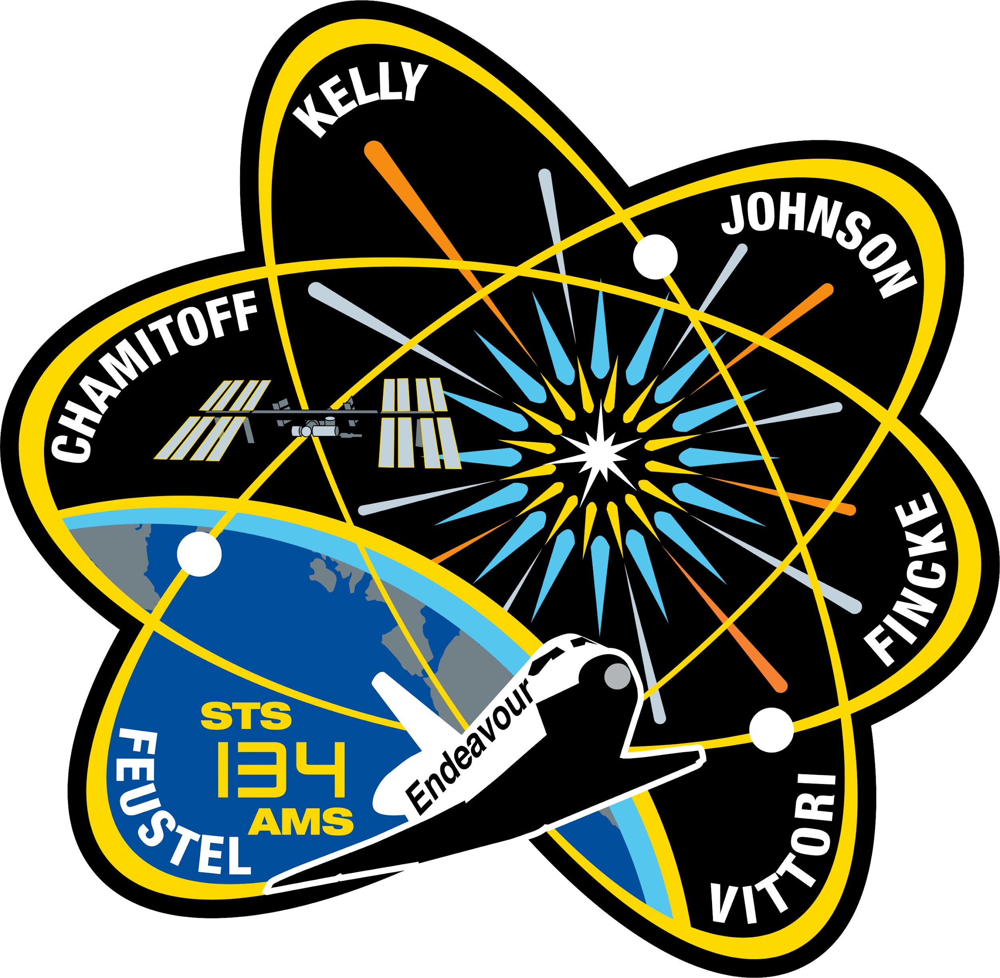 KELLY
JOHNSON
CHAMITOFF
FINCKE
Endeavour
STS
134
AMS
FEUSTEL
VITTORI